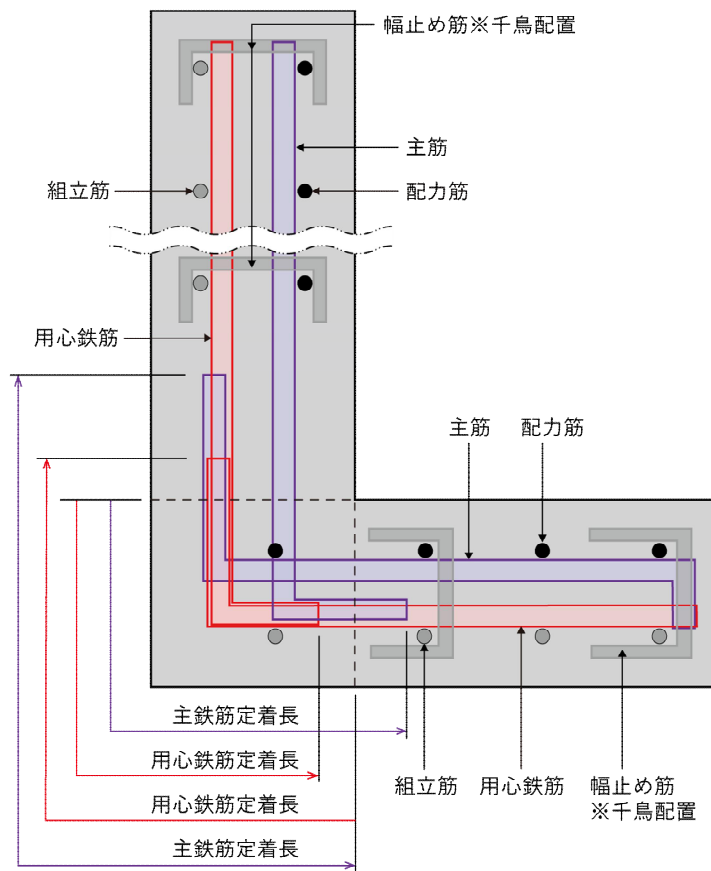 幅止め筋※千鳥配置
主筋
組立筋
配力筋
用心鉄筋
主筋
配力筋
主鉄筋定着長
用心鉄筋定着長
組立筋
用心鉄筋
幅止め筋
※千鳥配置
用心鉄筋定着長
主鉄筋定着長